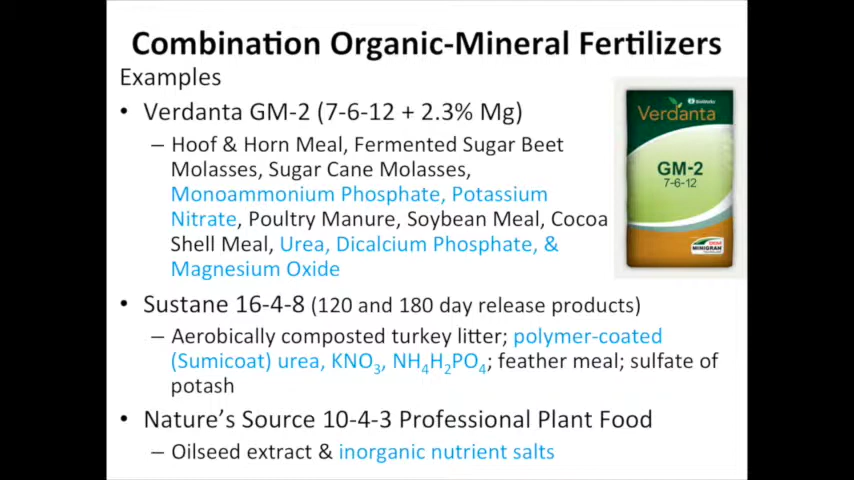 Combination Organic-Mineral Fertilizers
Examples
• Verdanta GM-2 (7-6-12 + 2.3% Mg)
– Hoof & Horn Meal, Fermented Sugar Beet
Molasses, Sugar Cane Molasses,
Monoammonium Phosphate, Potassium
Nitrate, Poultry Manure, Soybean Meal, Cocoa
Shell Meal, Urea, Dicalcium Phosphate, &
Magnesium Oxide
BioWorks
Verdanta
GM-2
7-6-12
MINIGRAN
• Sustane 16-4-8 (120 and 180 day release products)
– Aerobically composted turkey litter; polymer-coated
(Sumicoat) urea, KNO₃, NH₄H₂PO₄; feather meal; sulfate of
potash
• Nature’s Source 10-4-3 Professional Plant Food
– Oilseed extract & inorganic nutrient salts